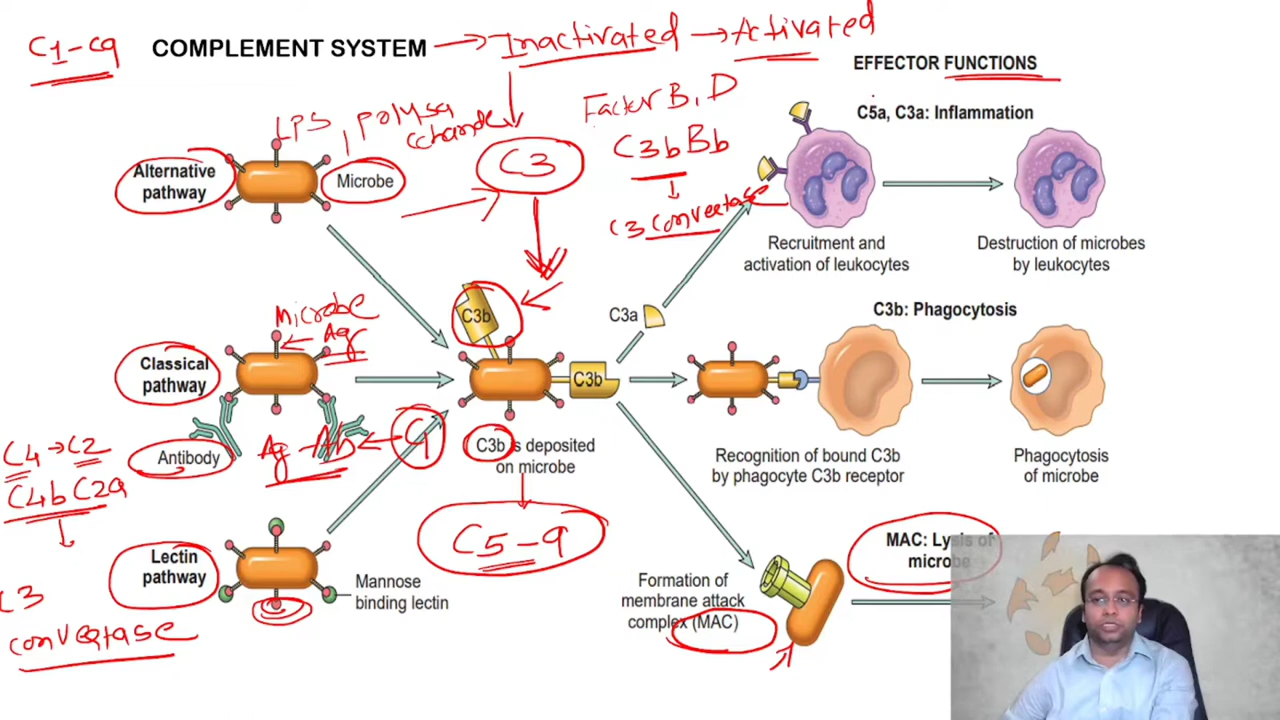 C1-C9
COMPLEMENT SYSTEM → Inactivated → Activated
EFFECTOR FUNCTIONS
LPS, polysa
cchande
Factor B, D
C3bBb
C3 convertase
C3
Alternative
pathway
Microbe
C5a, C3a: Inflammation
Recruitment and
activation of leukocytes
Destruction of microbes
by leukocytes
Microbe
Ag
Classical
pathway
Antibody
Ag-Ab
C1
C4 → C2
C4b C2a
C3
convertase
C3b
C3b
C3a
C3b is deposited
on microbe
C5-9
C3b: Phagocytosis
Recognition of bound C3b
by phagocyte C3b receptor
Phagocytosis
of microbe
Lectin
pathway
Mannose
binding lectin
Formation of
membrane attack
complex (MAC)
MAC: Lysis of
microbe